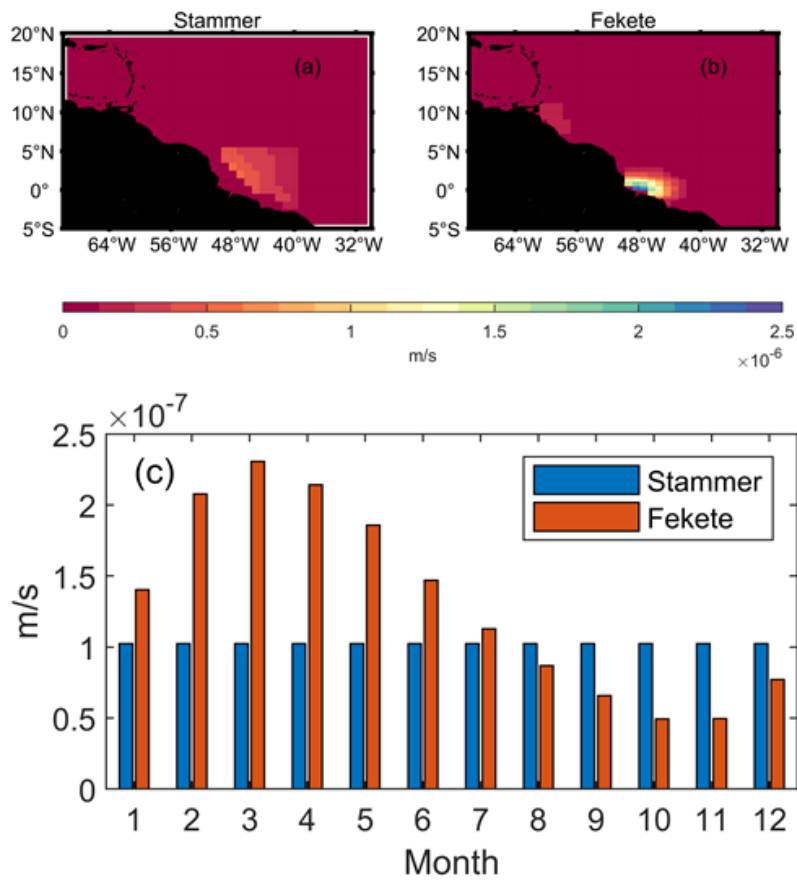 Stammer
Fekete
20°N
15°N
10°N
5°N
0°
5°S
(a)
64°W 56°W 48°W 40°W 32°W
20°N
15°N
10°N
5°N
0°
5°S
(b)
64°W 56°W 48°W 40°W 32°W
0 0.5 1 1.5 2 2.5
m/s
×10-6
×10-7
2.5
2
1.5
1
0.5
0
m/s
(c)
Stammer
Fekete
1 2 3 4 5 6 7 8 9 10 11 12
Month